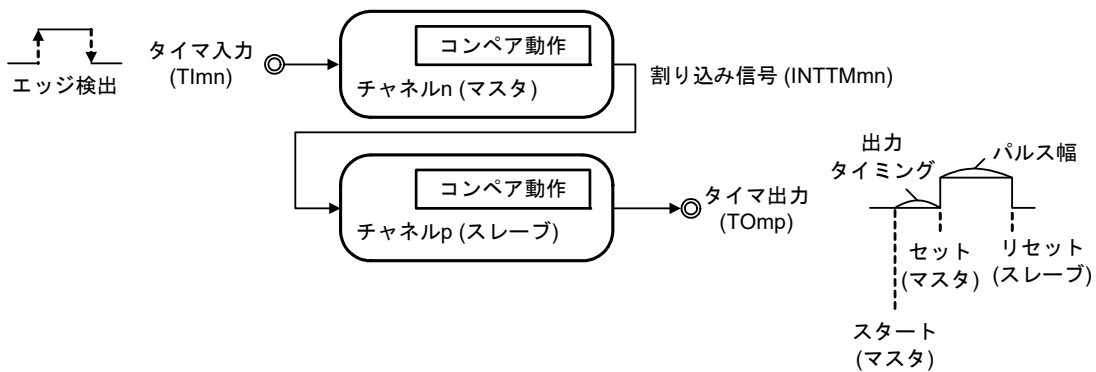 エッジ検出
タイマ入力
(TImn)
コンペア動作
チャネルn (マスタ)
割り込み信号 (INTTMmn)
コンペア動作
チャネルp (スレーブ)
タイマ出力
(TOmp)
出力
タイミング
パルス幅
セット
(マスタ)
リセット
(スレーブ)
スタート
(マスタ)